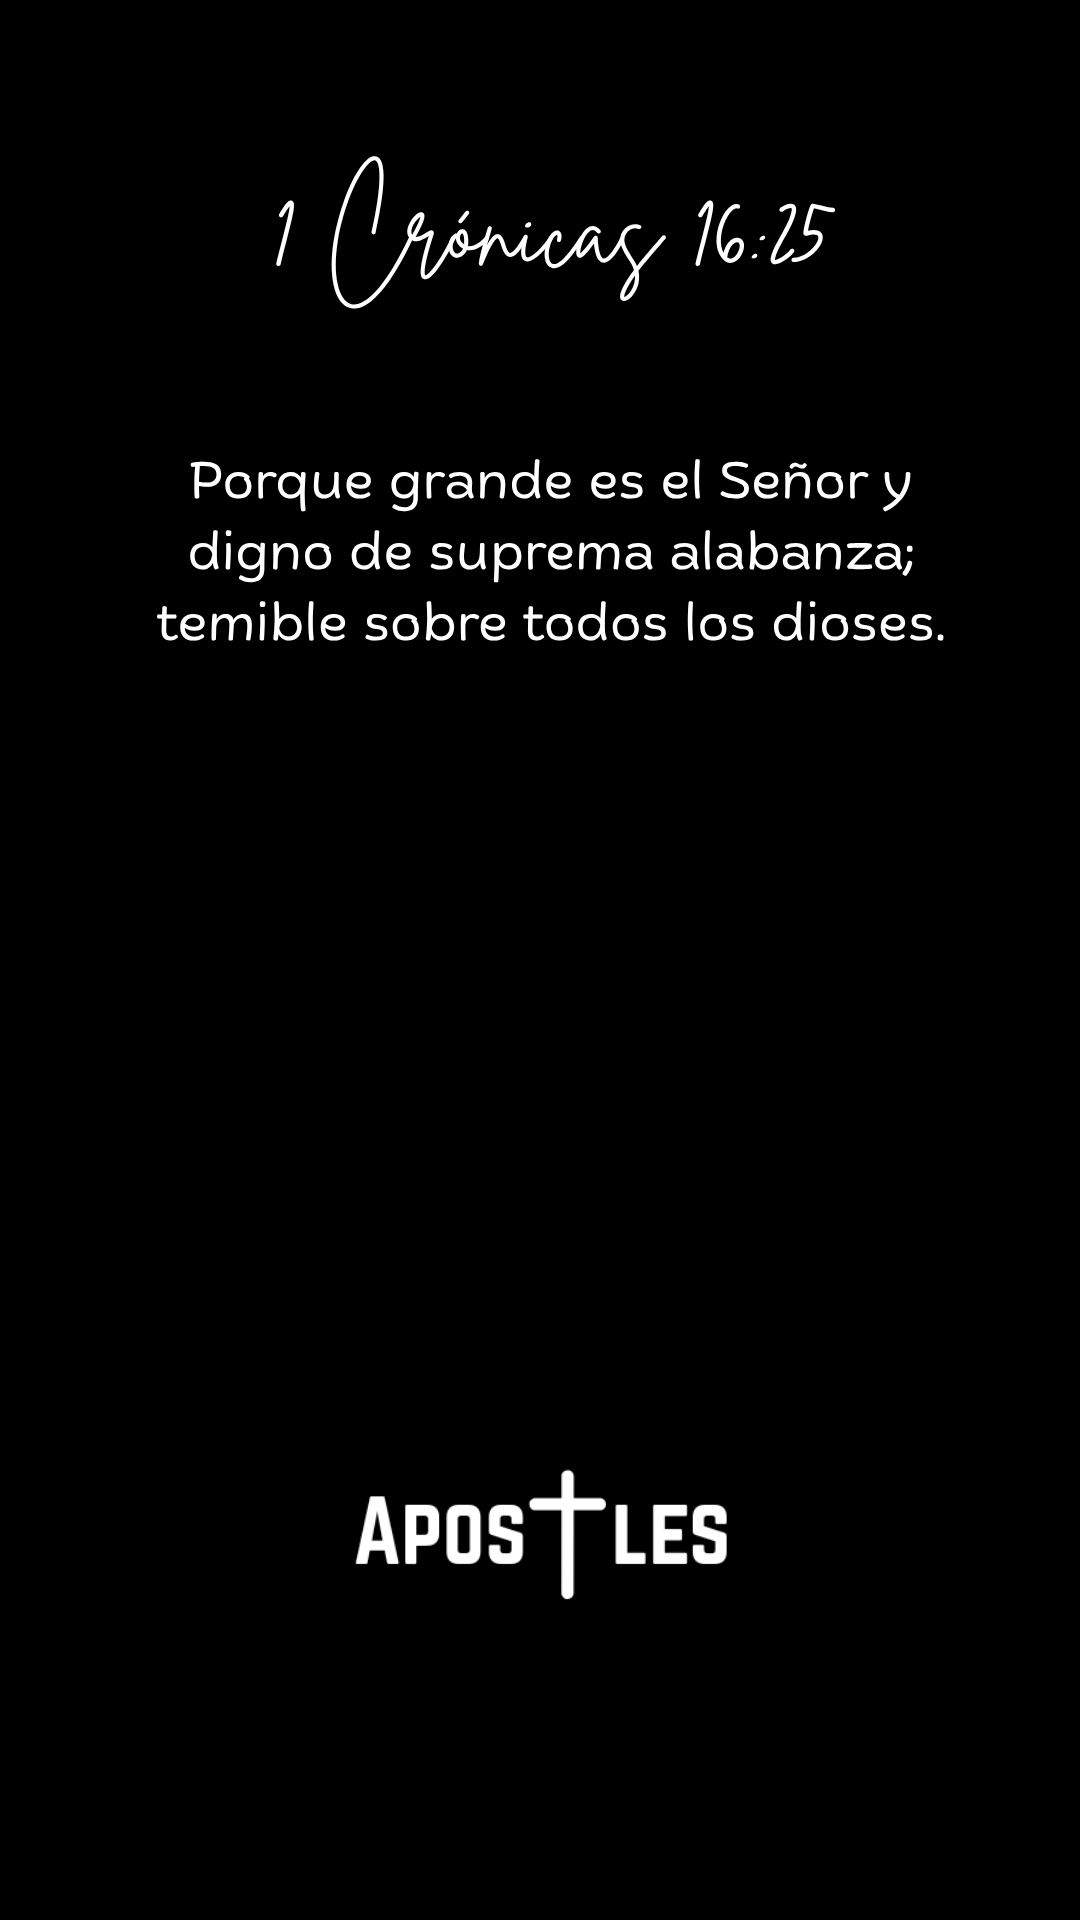 1 Crónicas 16:25
Porque grande es el Señor y
digno de suprema alabanza;
temible sobre todos los dioses.
APOSTLES